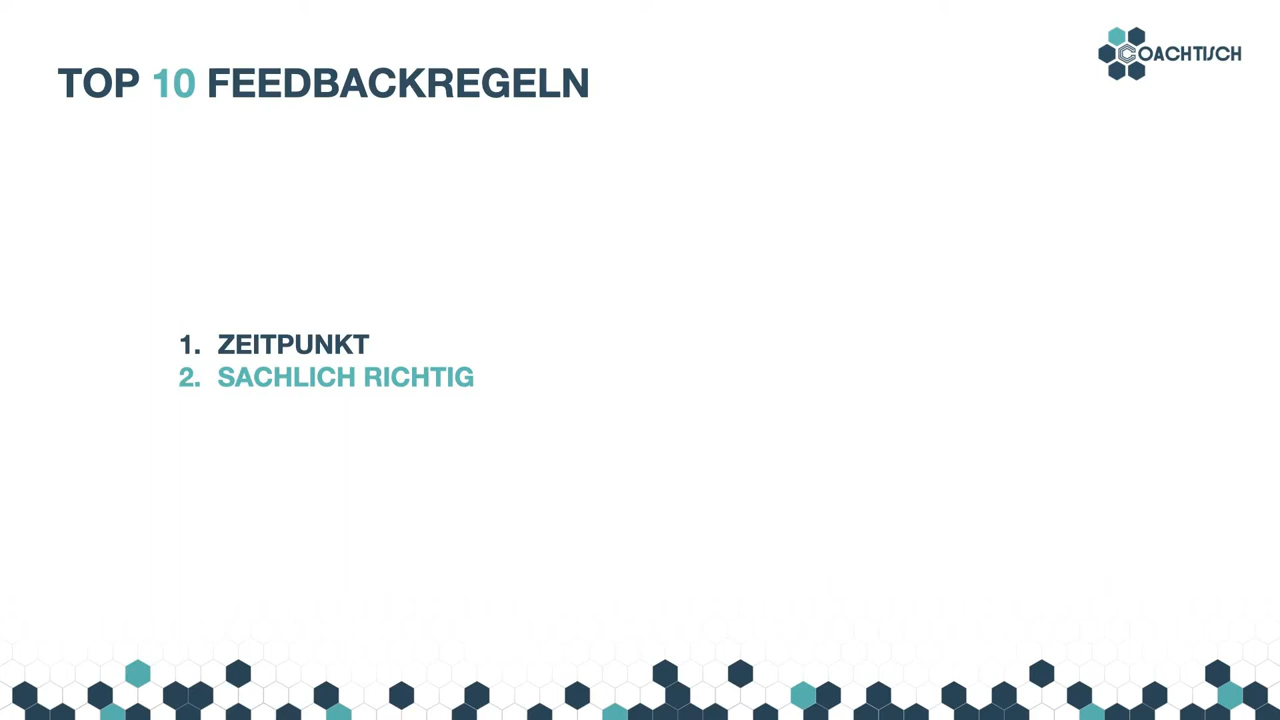 COACHTISCH
TOP 10 FEEDBACKREGELN
1. ZEITPUNKT
2. SACHLICH RICHTIG